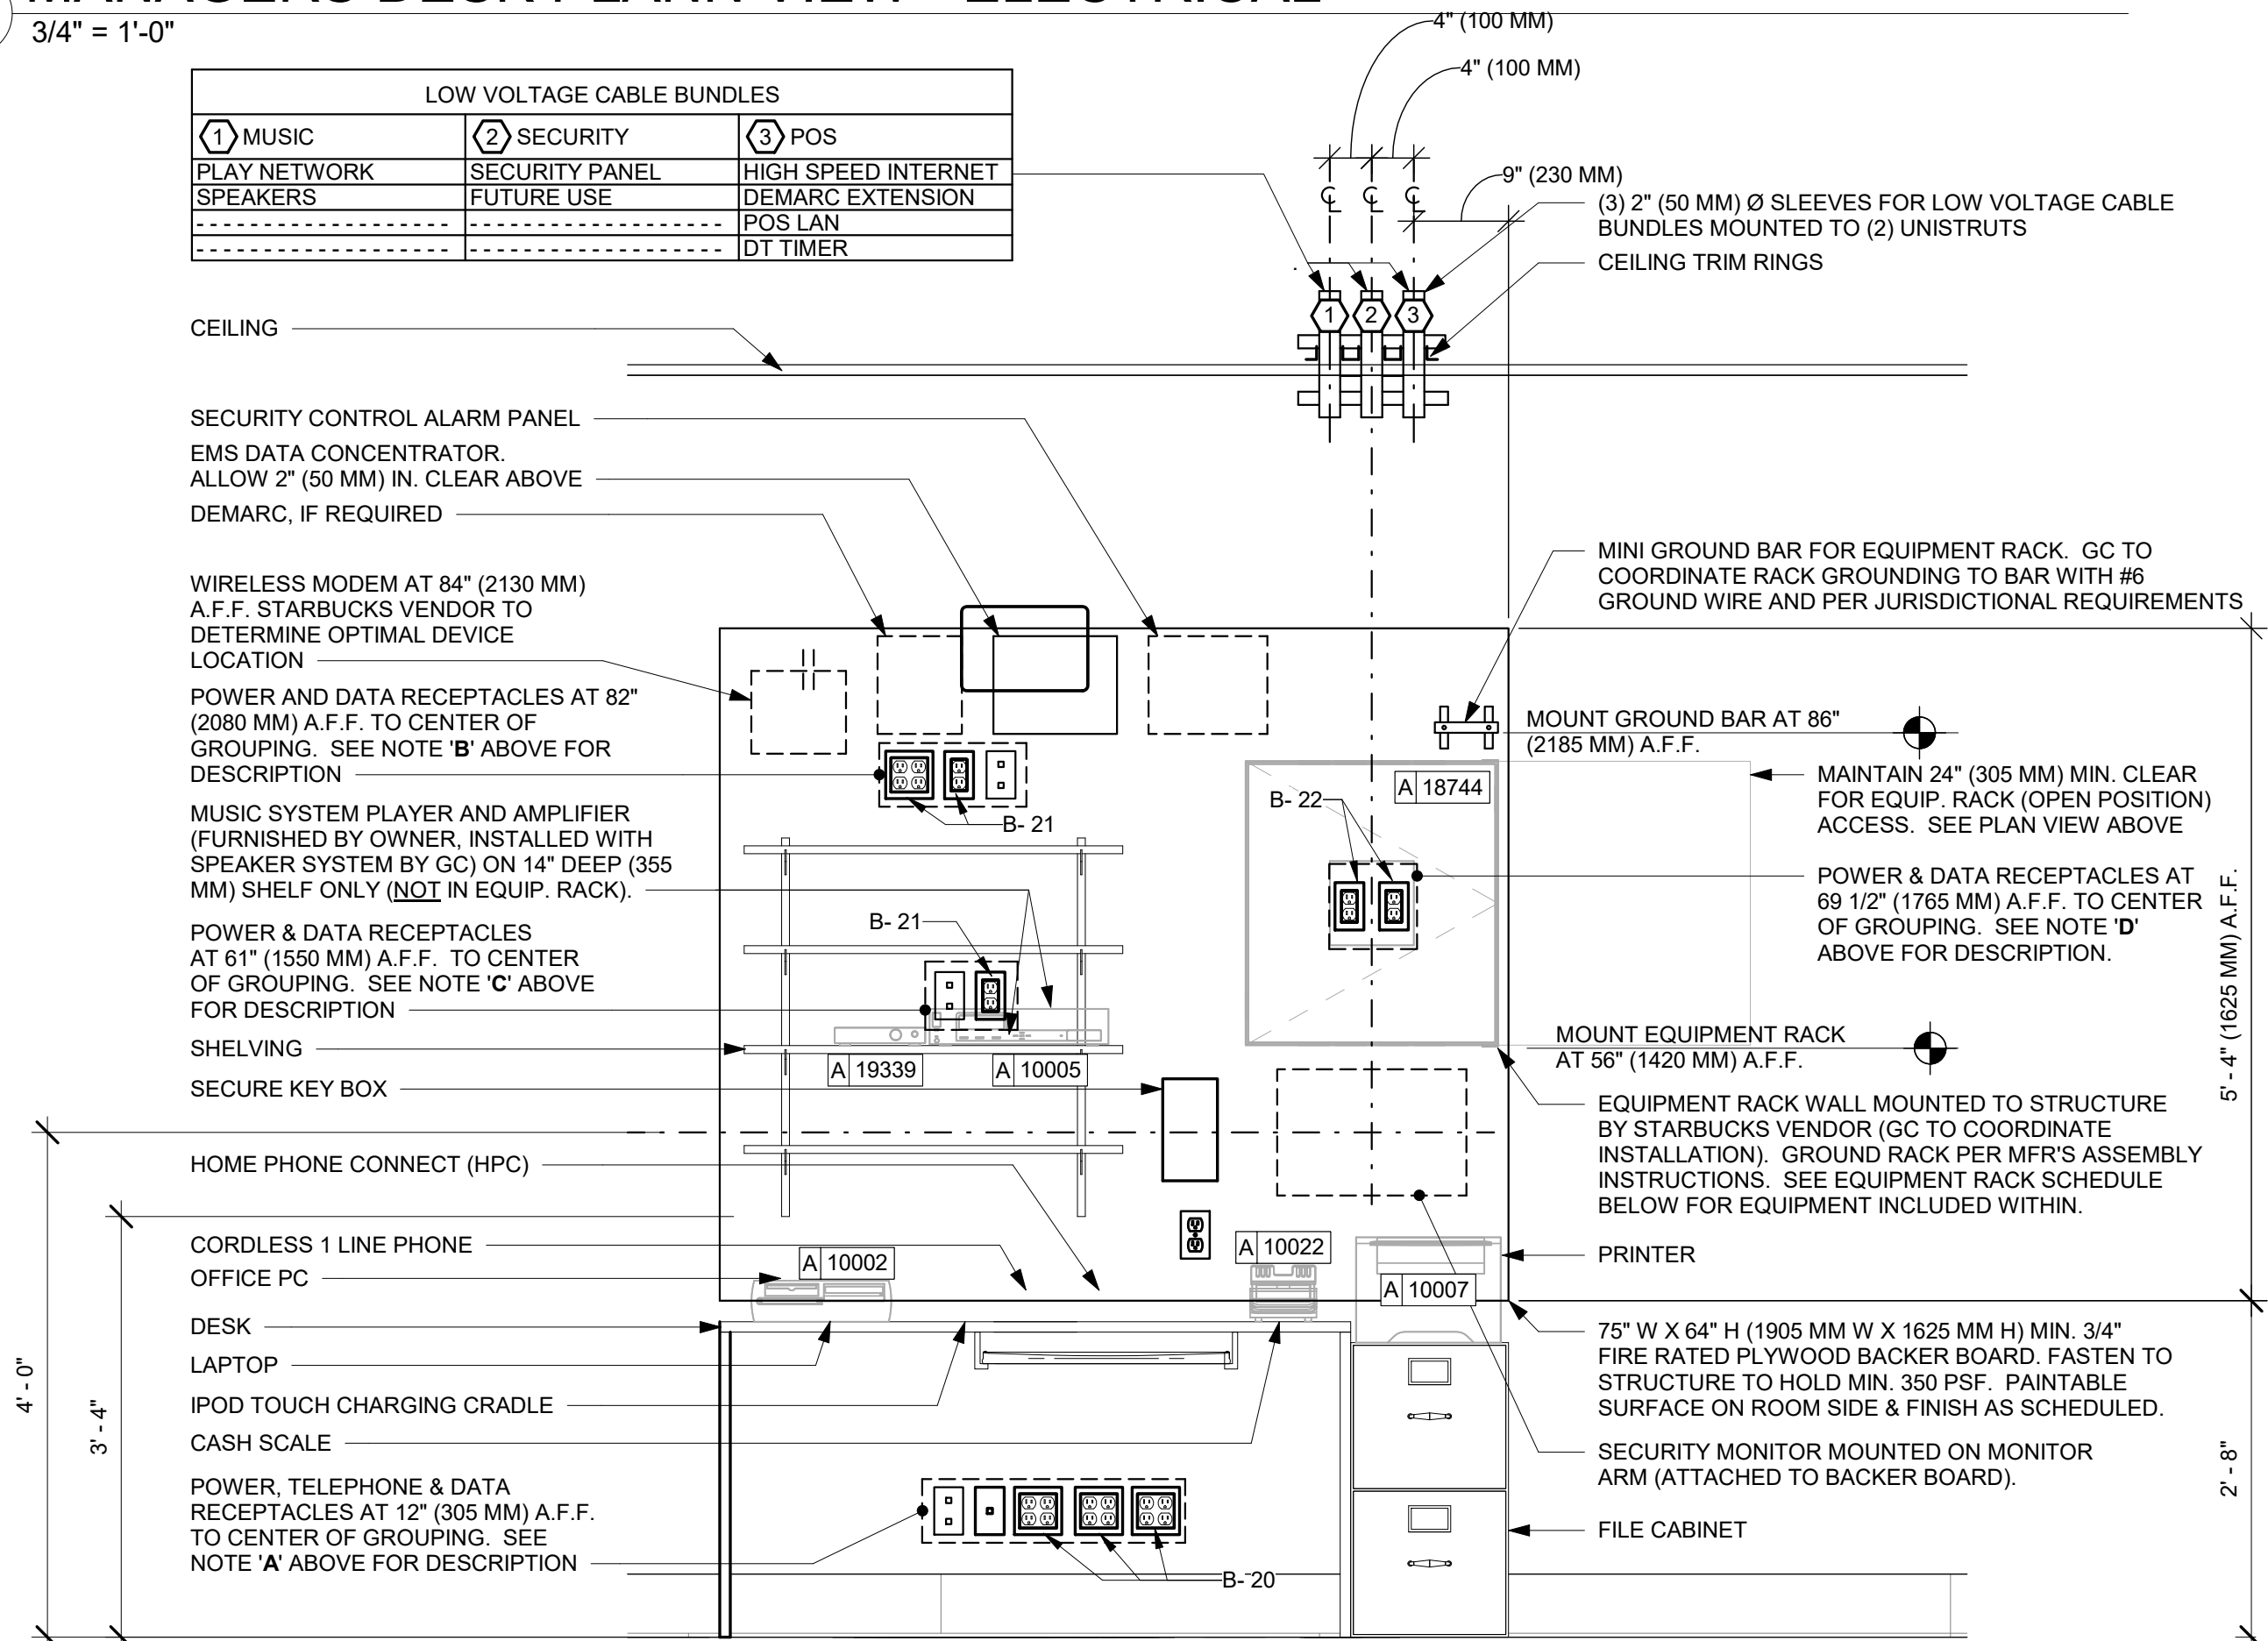 3/4" = 1'-0"
4" (100 MM)
4" (100 MM)
9" (230 MM)
LOW VOLTAGE CABLE BUNDLES
1 MUSIC
2 SECURITY
3 POS
PLAY NETWORK
SECURITY PANEL
HIGH SPEED INTERNET
SPEAKERS
FUTURE USE
DEMARC EXTENSION
POS LAN
DT TIMER
(3) 2" (50 MM) Ø SLEEVES FOR LOW VOLTAGE CABLE
BUNDLES MOUNTED TO (2) UNISTRUTS
CEILING TRIM RINGS
1
2
3
CEILING
SECURITY CONTROL ALARM PANEL
EMS DATA CONCENTRATOR.
ALLOW 2" (50 MM) IN. CLEAR ABOVE
DEMARC, IF REQUIRED
WIRELESS MODEM AT 84" (2130 MM)
A.F.F. STARBUCKS VENDOR TO
DETERMINE OPTIMAL DEVICE
LOCATION
POWER AND DATA RECEPTACLES AT 82"
(2080 MM) A.F.F. TO CENTER OF
GROUPING. SEE NOTE 'B' ABOVE FOR
DESCRIPTION
MUSIC SYSTEM PLAYER AND AMPLIFIER
(FURNISHED BY OWNER, INSTALLED WITH
SPEAKER SYSTEM BY GC) ON 14" DEEP (355
MM) SHELF ONLY (NOT IN EQUIP. RACK).
POWER & DATA RECEPTACLES
AT 61" (1550 MM) A.F.F. TO CENTER
OF GROUPING. SEE NOTE 'C' ABOVE
FOR DESCRIPTION
SHELVING
SECURE KEY BOX
HOME PHONE CONNECT (HPC)
CORDLESS 1 LINE PHONE
OFFICE PC
DESK
LAPTOP
IPOD TOUCH CHARGING CRADLE
CASH SCALE
POWER, TELEPHONE & DATA
RECEPTACLES AT 12" (305 MM) A.F.F.
TO CENTER OF GROUPING. SEE
NOTE 'A' ABOVE FOR DESCRIPTION
4' - 0"
3' - 4"
B- 21
B- 21
B- 22
A 18744
A 19339
A 10005
A 10002
A 10022
A 10007
B- 20
MINI GROUND BAR FOR EQUIPMENT RACK. GC TO
COORDINATE RACK GROUNDING TO BAR WITH #6
GROUND WIRE AND PER JURISDICTIONAL REQUIREMENTS
MOUNT GROUND BAR AT 86"
(2185 MM) A.F.F.
MAINTAIN 24" (305 MM) MIN. CLEAR
FOR EQUIP. RACK (OPEN POSITION)
ACCESS. SEE PLAN VIEW ABOVE
POWER & DATA RECEPTACLES AT
69 1/2" (1765 MM) A.F.F. TO CENTER
OF GROUPING. SEE NOTE 'D'
ABOVE FOR DESCRIPTION.
MOUNT EQUIPMENT RACK
AT 56" (1420 MM) A.F.F.
EQUIPMENT RACK WALL MOUNTED TO STRUCTURE
BY STARBUCKS VENDOR (GC TO COORDINATE
INSTALLATION). GROUND RACK PER MFR'S ASSEMBLY
INSTRUCTIONS. SEE EQUIPMENT RACK SCHEDULE
BELOW FOR EQUIPMENT INCLUDED WITHIN.
PRINTER
75" W X 64" H (1905 MM W X 1625 MM H) MIN. 3/4"
FIRE RATED PLYWOOD BACKER BOARD. FASTEN TO
STRUCTURE TO HOLD MIN. 350 PSF. PAINTABLE
SURFACE ON ROOM SIDE & FINISH AS SCHEDULED.
SECURITY MONITOR MOUNTED ON MONITOR
ARM (ATTACHED TO BACKER BOARD).
FILE CABINET
5' - 4" (1625 MM) A.F.F.
2' - 8"